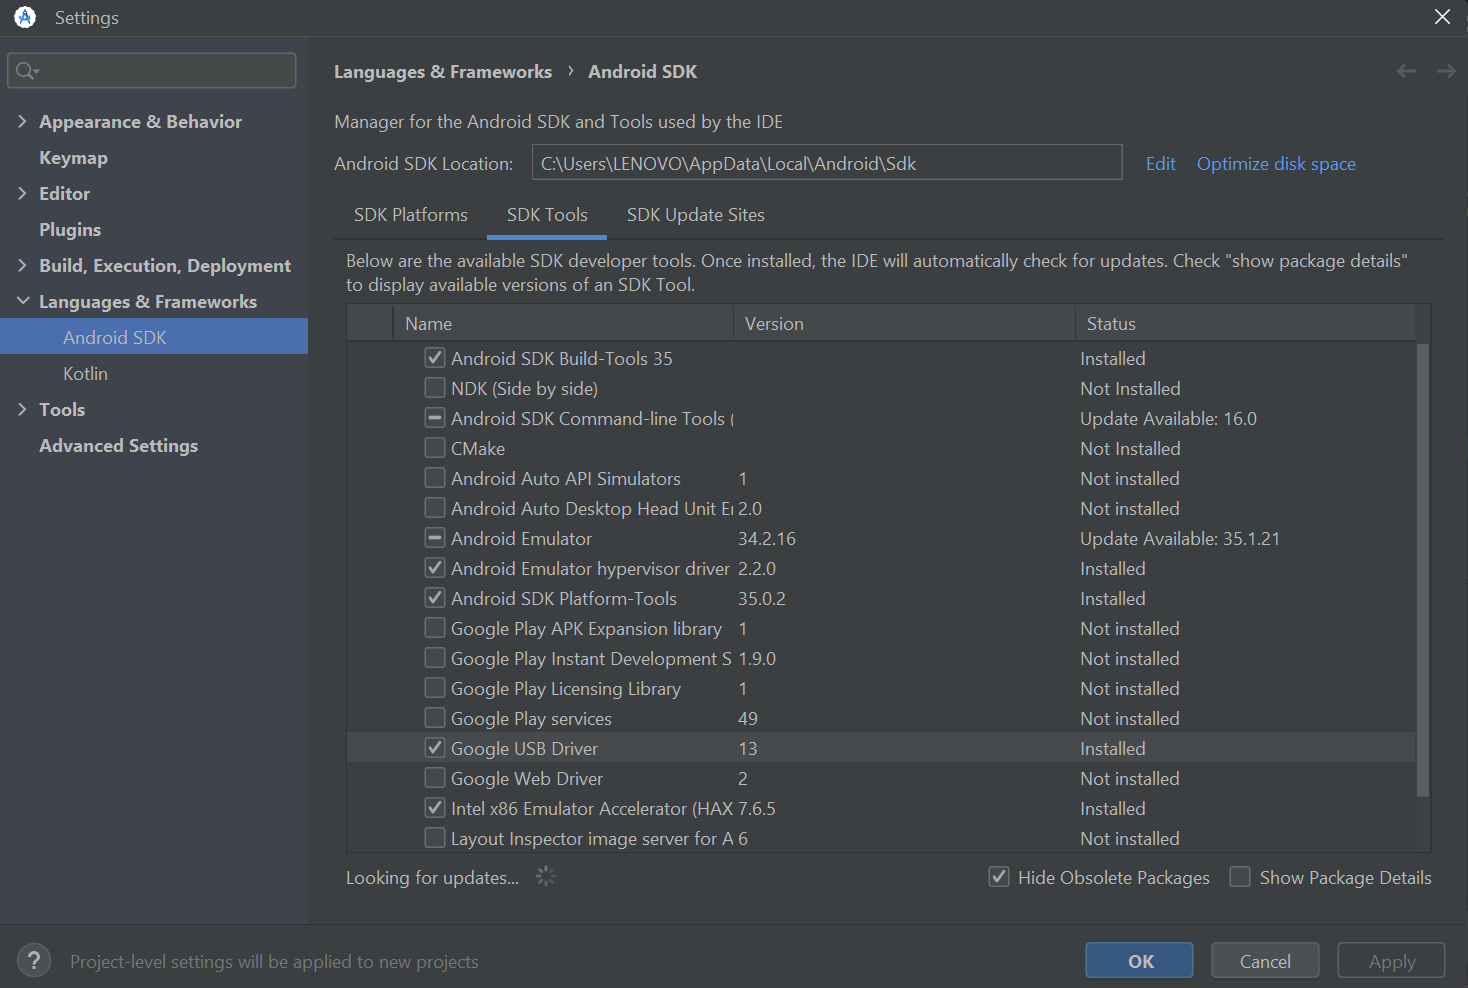 Settings
Languages & Frameworks › Android SDK
Appearance & Behavior
Keymap
Editor
Plugins
Build, Execution, Deployment
Languages & Frameworks
Android SDK
Kotlin
Tools
Advanced Settings
Manager for the Android SDK and Tools used by the IDE
Android SDK Location: C:\Users\LENOVO\AppData\Local\Android\Sdk Edit Optimize disk space
SDK Platforms SDK Tools SDK Update Sites
Below are the available SDK developer tools. Once installed, the IDE will automatically check for updates. Check "show package details"
to display available versions of an SDK Tool.
Name Version Status
Android SDK Build-Tools 35 Installed
NDK (Side by side) Not Installed
Android SDK Command-line Tools ( Update Available: 16.0
CMake Not Installed
Android Auto API Simulators 1 Not installed
Android Auto Desktop Head Unit E 2.0 Not installed
Android Emulator 34.2.16 Update Available: 35.1.21
Android Emulator hypervisor driver 2.2.0 Installed
Android SDK Platform-Tools 35.0.2 Installed
Google Play APK Expansion library 1 Not installed
Google Play Instant Development S 1.9.0 Not installed
Google Play Licensing Library 1 Not installed
Google Play services 49 Not installed
Google USB Driver 13 Installed
Google Web Driver 2 Not installed
Intel x86 Emulator Accelerator (HAX 7.6.5 Installed
Layout Inspector image server for A 6 Not installed
Looking for updates... Hide Obsolete Packages Show Package Details
? Project-level settings will be applied to new projects OK Cancel Apply